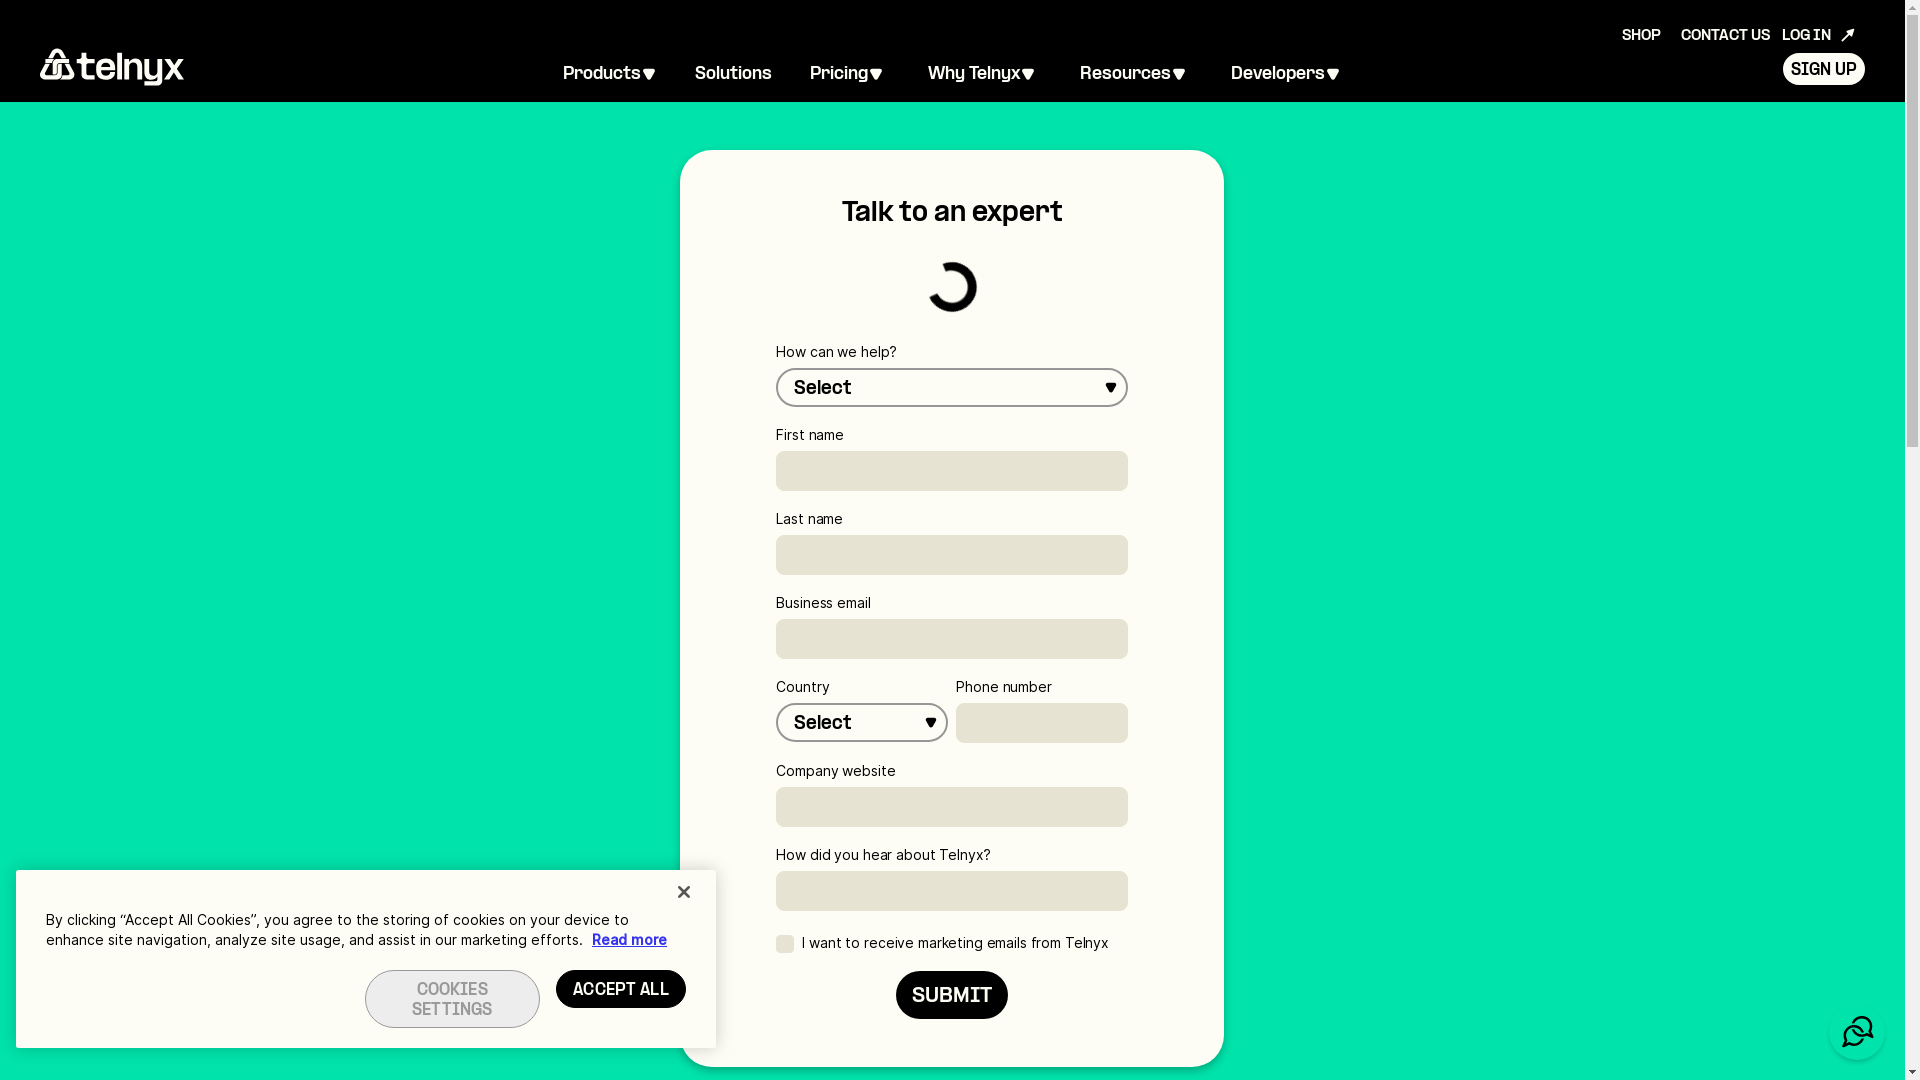 SHOP
CONTACT US
LOG IN
telnyx
Products
Solutions
Pricing
Why Telnyx
Resources
Developers
SIGN UP
Talk to an expert
How can we help?
Select
First name
Last name
Business email
Country
Phone number
Select
Company website
How did you hear about Telnyx?
I want to receive marketing emails from Telnyx
SUBMIT
By clicking “Accept All Cookies”, you agree to the storing of cookies on your device to
enhance site navigation, analyze site usage, and assist in our marketing efforts. Read more
COOKIES
SETTINGS
ACCEPT ALL